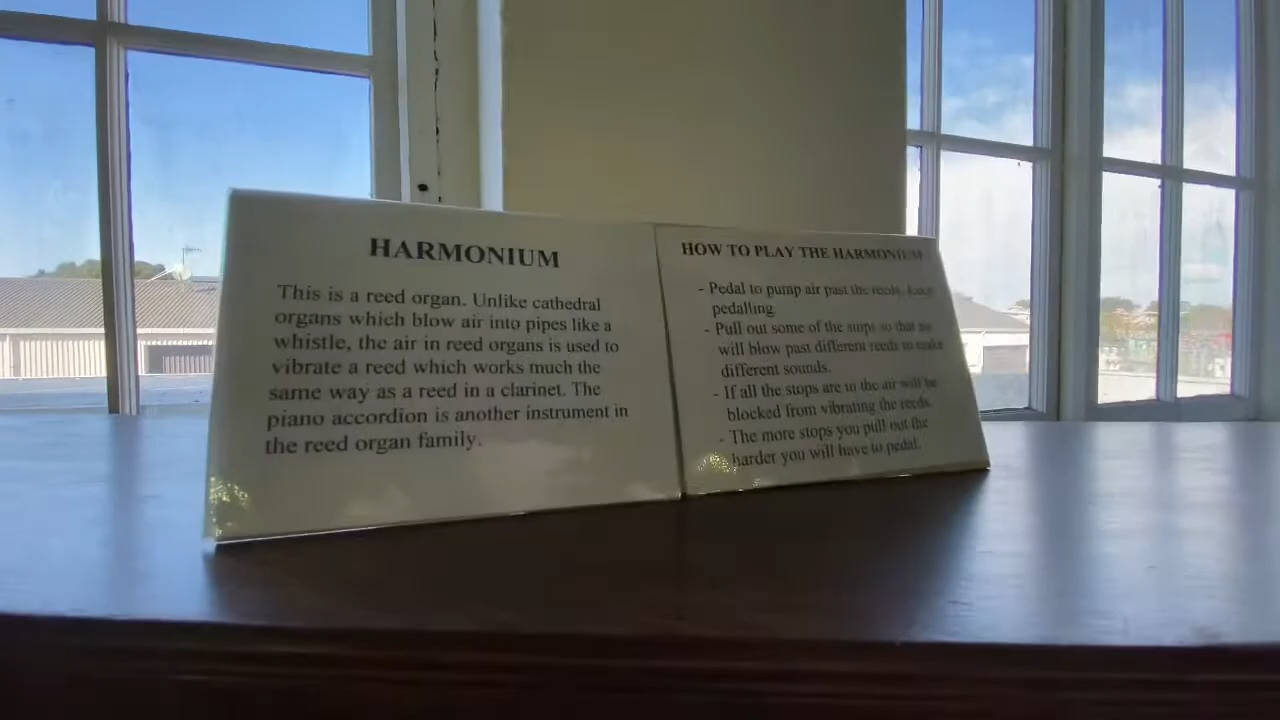 HARMONIUM
This is a reed organ. Unlike cathedral
organs which blow air into pipes like a
whistle, the air in reed organs is used to
vibrate a reed which works much the
same way as a reed in a clarinet. The
piano accordion is another instrument in
the reed organ family.
HOW TO PLAY THE HARMONIUM
- Pedal to pump air past the reeds, keep
pedalling.
- Pull out some of the stops so that air
will blow past different reeds to make
different sounds.
- If all the stops are in the air will be
blocked from vibrating the reeds.
- The more stops you pull out the
harder you will have to pedal.